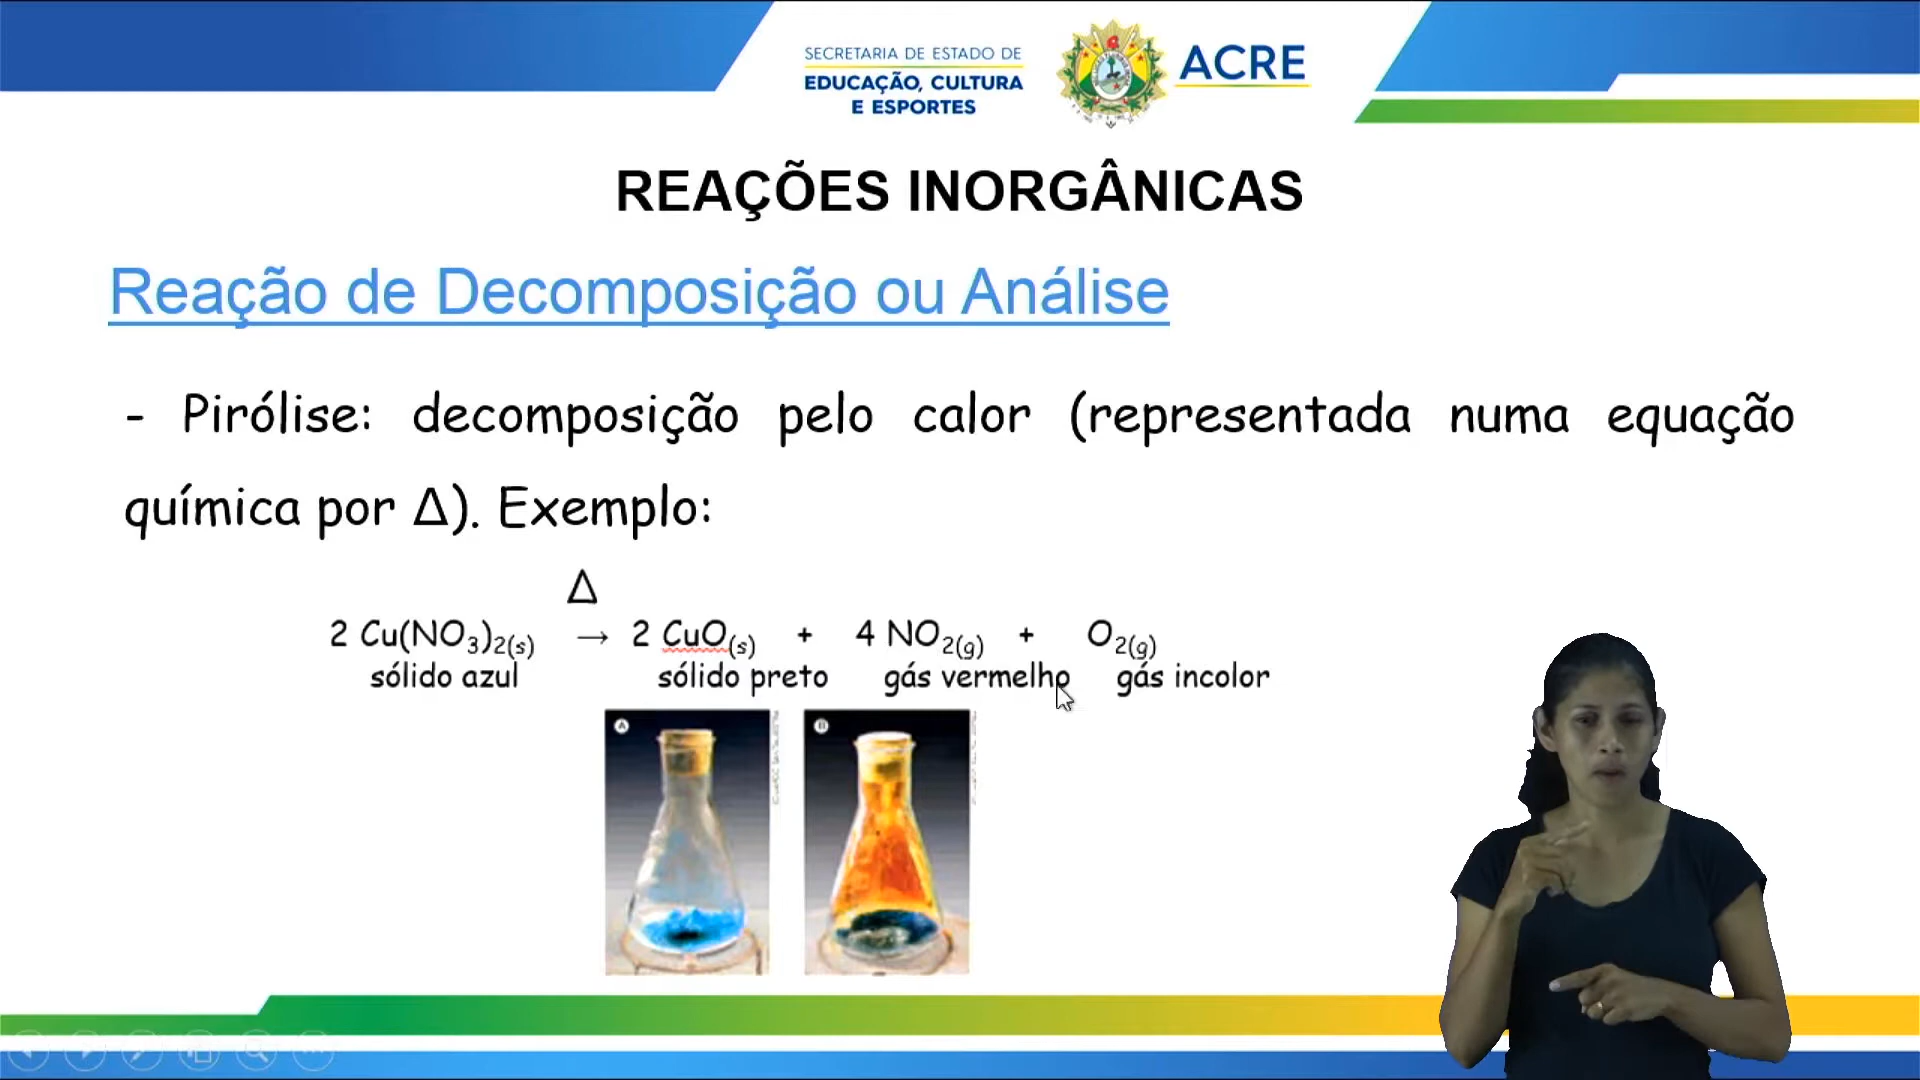 SECRETARIA DE ESTADO DE
EDUCAÇÃO, CULTURA
E ESPORTES
ACRE
REAÇÕES INORGÂNICAS
Reação de Decomposição ou Análise
- Pirólise: decomposição pelo calor (representada numa equação
química por Δ). Exemplo:
Δ
2 Cu(NO₃)₂(s) → 2 CuO(s) + 4 NO₂(g) + O₂(g)
sólido azul sólido preto gás vermelho gás incolor
A B